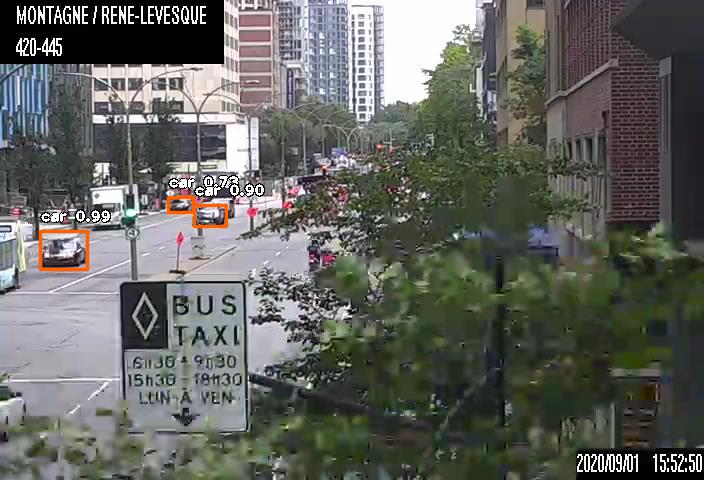 MONTAGNE / RENE-LEVESQUE
420-445
car 0.73
car 0.90
car 0.99
BUS
TAXI
6h30 - 9h30
15h30 - 18h30
LUN À VEN
2020/09/01 15:52:50